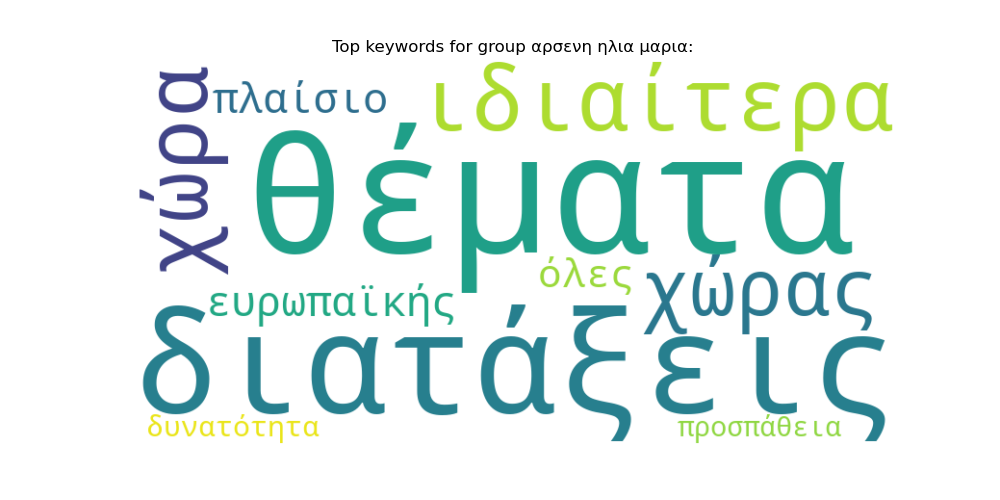 Top keywords for group αρσενη ηλια μαρια:
χώρα
πλαίσιο
ιδιαίτερα
θέματα
όλες
χώρας
ευρωπαϊκής
διατάξεις
δυνατότητα
προσπάθεια